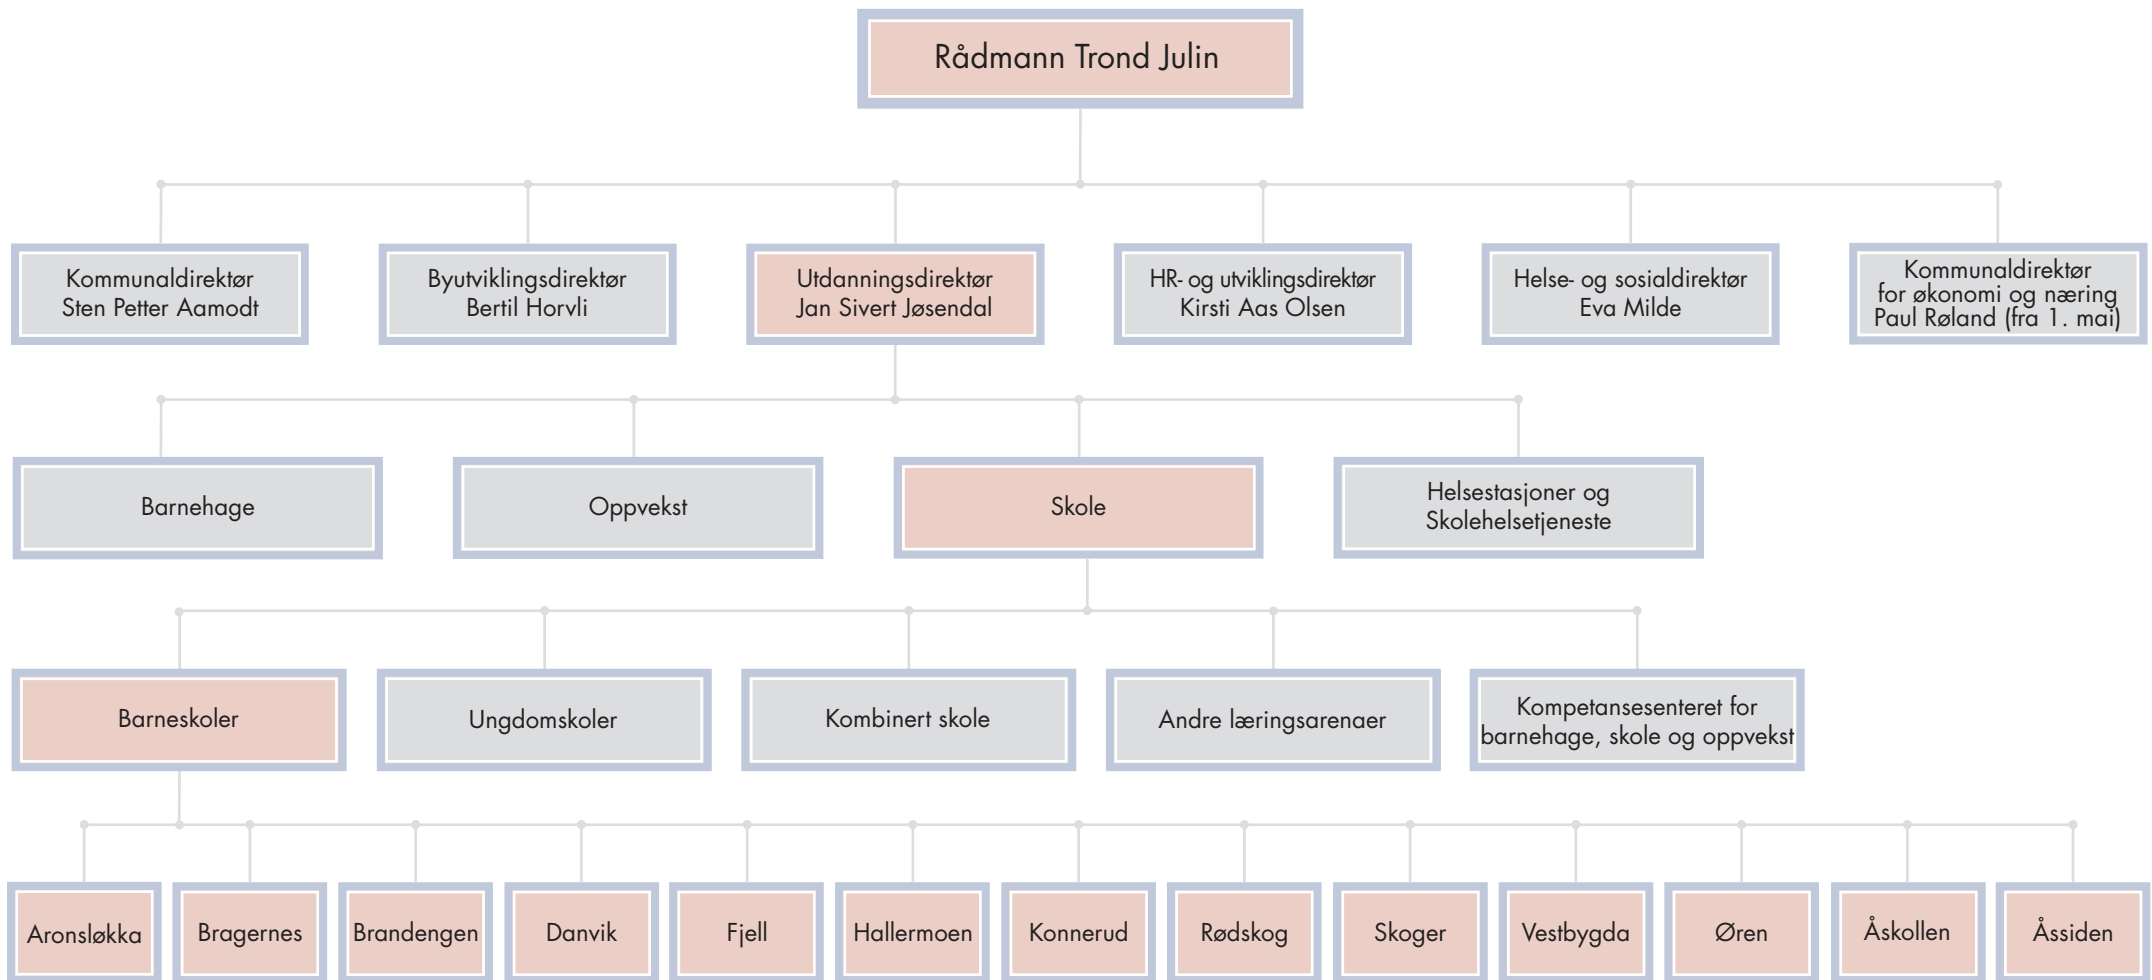 Rådmann Trond Julin
Kommunaldirektør
Sten Petter Aamodt
Byutviklingsdirektør
Bertil Horvli
Utdanningsdirektør
Jan Sivert Jøsendal
HR- og utviklingsdirektør
Kirsti Aas Olsen
Helse- og sosialdirektør
Eva Milde
Kommunaldirektør
for økonomi og næring
Paul Røland (fra 1. mai)
Barnehage
Oppvekst
Skole
Helsestasjoner og
Skolehelsetjeneste
Barneskoler
Ungdomskoler
Kombinert skole
Andre læringsarenaer
Kompetansesenteret for
barnehage, skole og oppvekst
Aronsløkka
Bragernes
Brandengen
Danvik
Fjell
Hallermoen
Konnerud
Rødskog
Skoger
Vestbygda
Øren
Åskollen
Åssiden